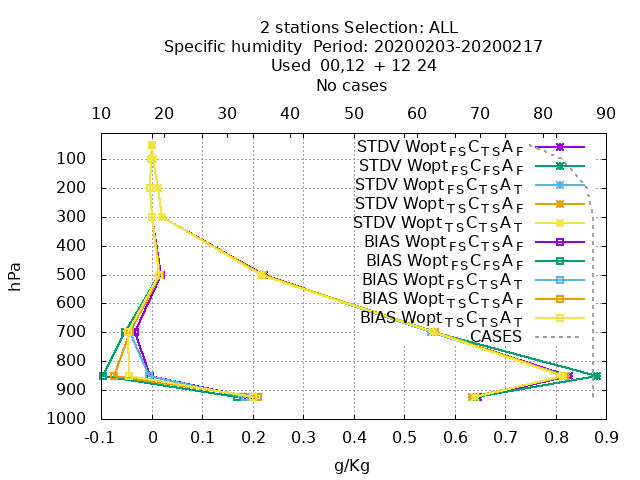 2 stations Selection: ALL
Specific humidity  Period: 20200203-20200217
Used  00,12  + 12 24
No cases
10 20 30 40 50 60 70 80 90
STDV Wopt FS C TS A F
STDV Wopt FS C FS A F
STDV Wopt FS C TS A T
STDV Wopt TS C TS A F
STDV Wopt TS C TS A T
BIAS Wopt FS C TS A F
BIAS Wopt FS C FS A F
BIAS Wopt FS C TS A T
BIAS Wopt TS C TS A F
BIAS Wopt TS C TS A T
CASES
100
200
300
400
500
600
700
800
900
1000
hPa
-0.1 0 0.1 0.2 0.3 0.4 0.5 0.6 0.7 0.8 0.9
g/Kg